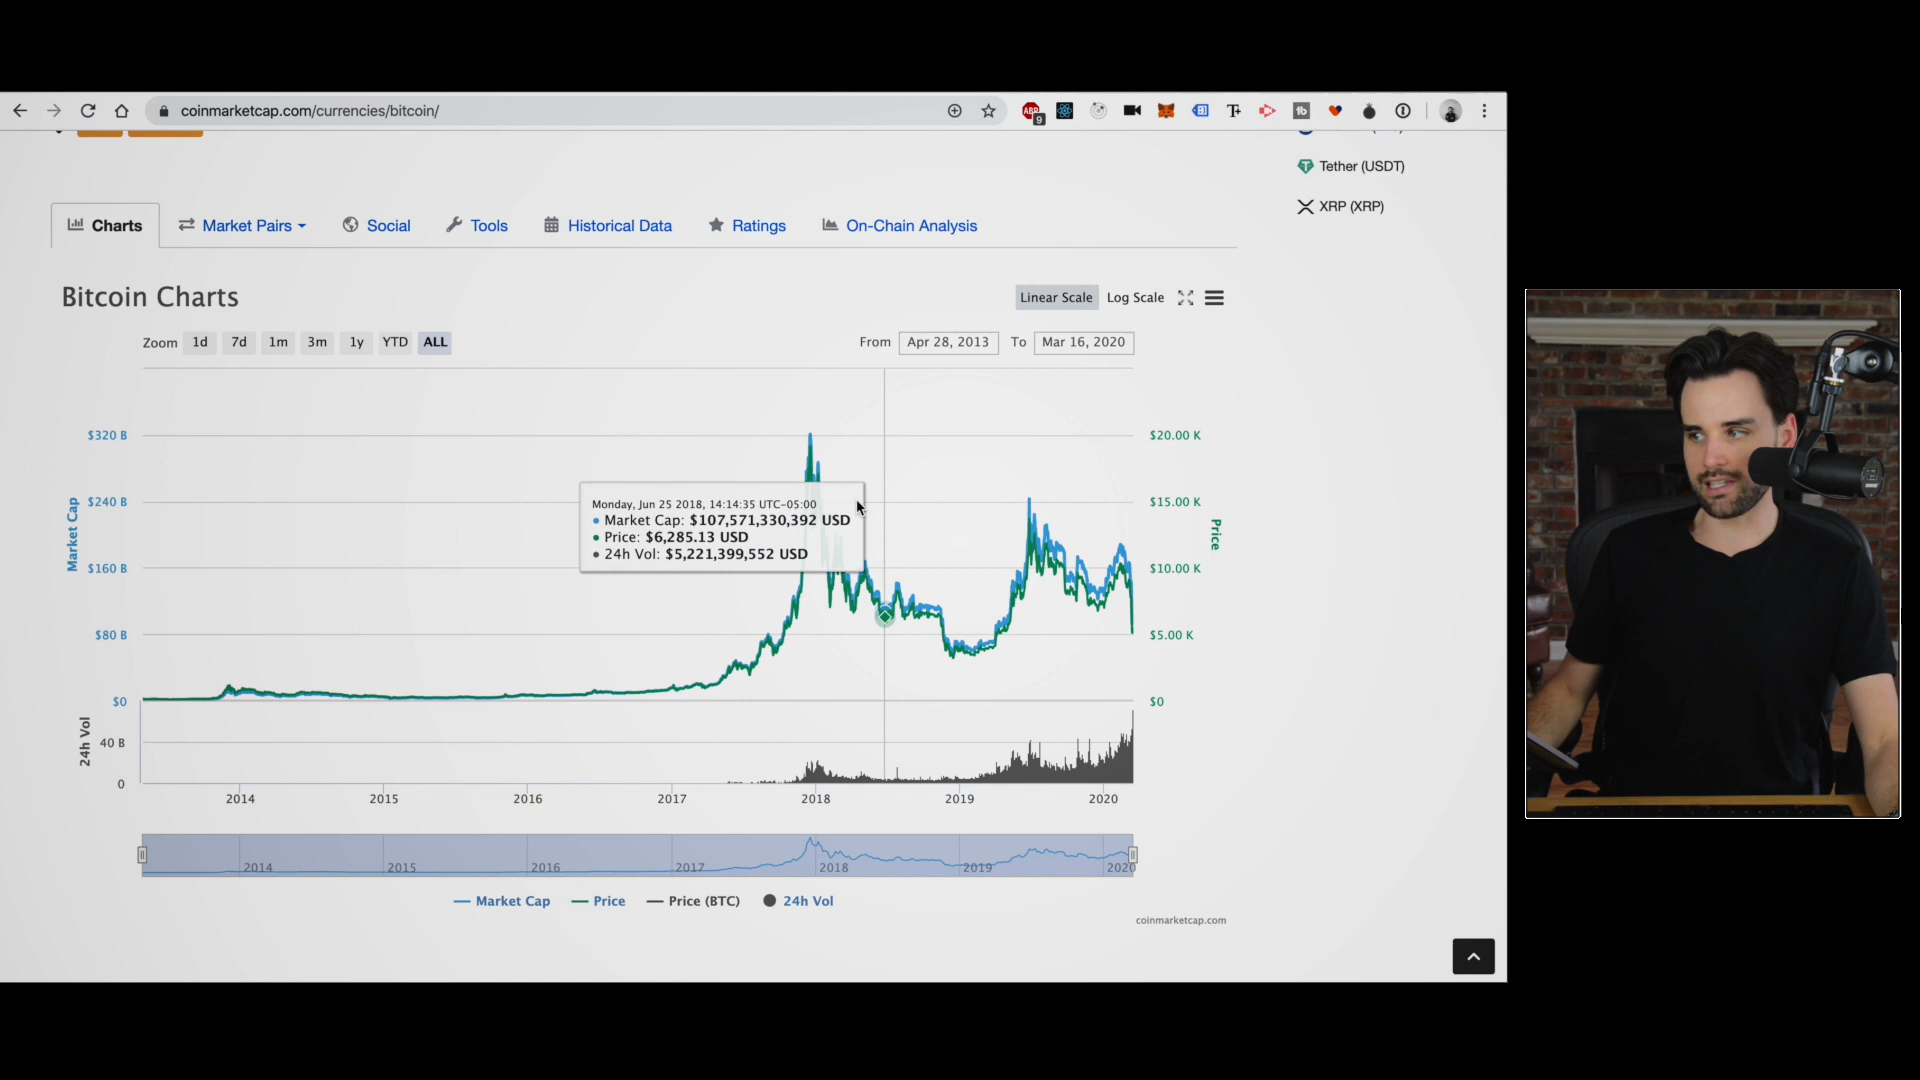 coinmarketcap.com/currencies/bitcoin/
ABP
9
T+
tb
Tether (USDT)
XRP (XRP)
Charts
Market Pairs
Social
Tools
Historical Data
Ratings
On-Chain Analysis
Bitcoin Charts
Linear Scale
Log Scale
Zoom 1d 7d 1m 3m 1y YTD ALL
From Apr 28, 2013 To Mar 16, 2020
$320 B
$240 B
$160 B
$80 B
$0
Market Cap
$20.00 K
$15.00 K
$10.00 K
$5.00 K
$0
Price
Monday, Jun 25 2018, 14:14:35 UTC-05:00
Market Cap: $107,571,330,392 USD
Price: $6,285.13 USD
24h Vol: $5,221,399,552 USD
24h Vol
40 B
0
2014 2015 2016 2017 2018 2019 2020
2014 2015 2016 2017 2018 2019 2020
Market Cap Price Price (BTC) 24h Vol
coinmarketcap.com